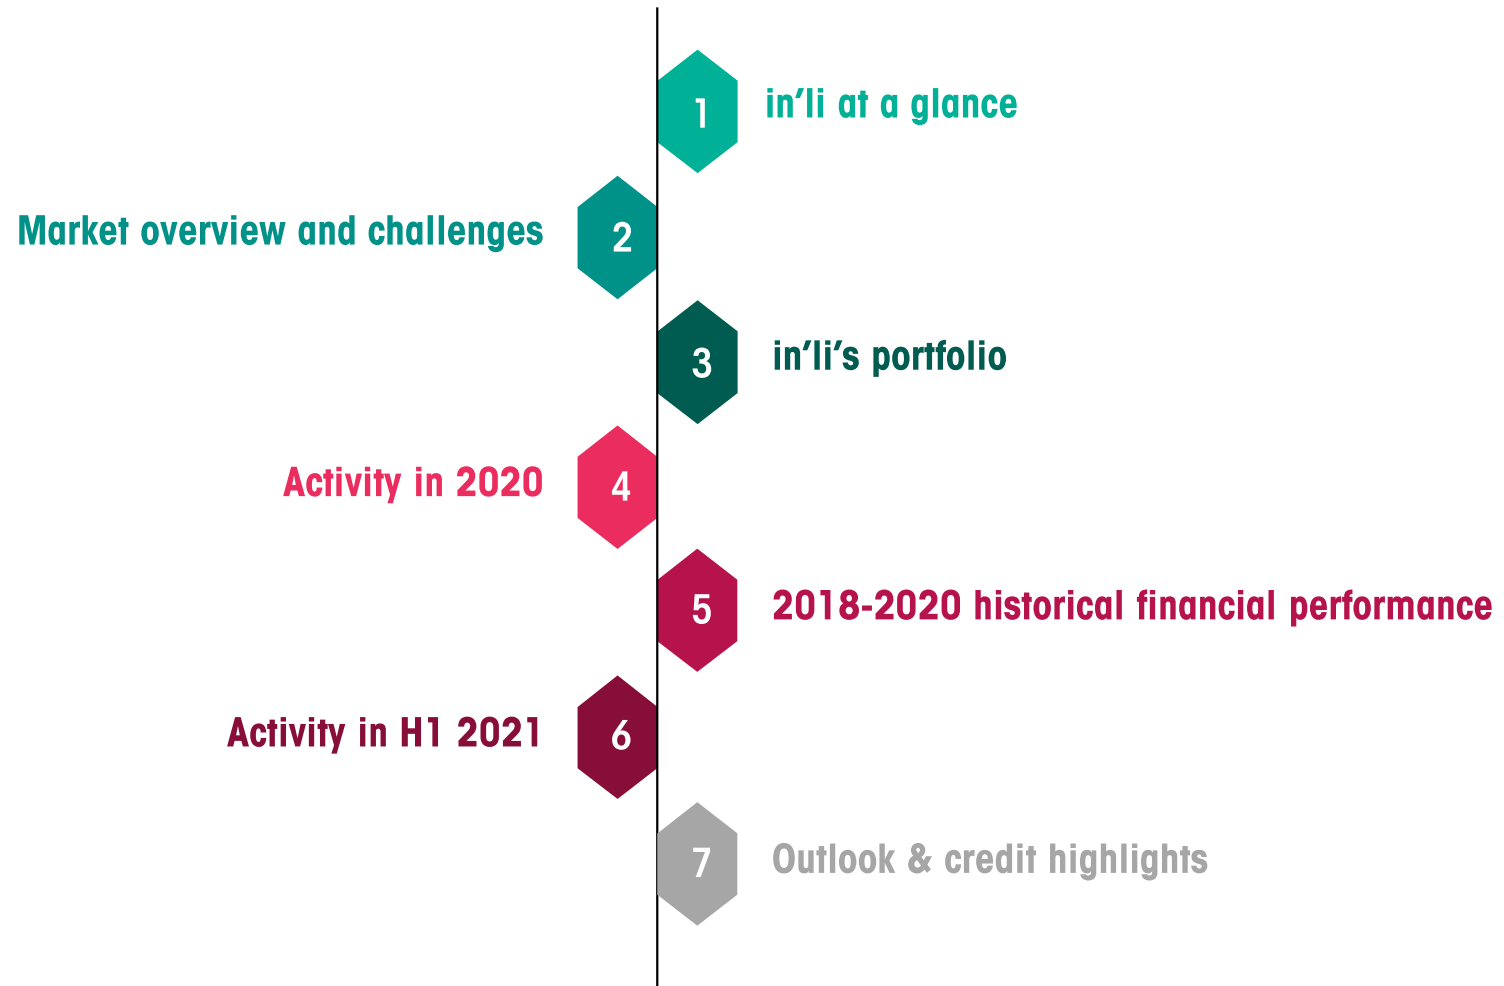 1
in’li at a glance
2
Market overview and challenges
3
in’li’s portfolio
4
Activity in 2020
5
2018-2020 historical financial performance
6
Activity in H1 2021
7
Outlook & credit highlights